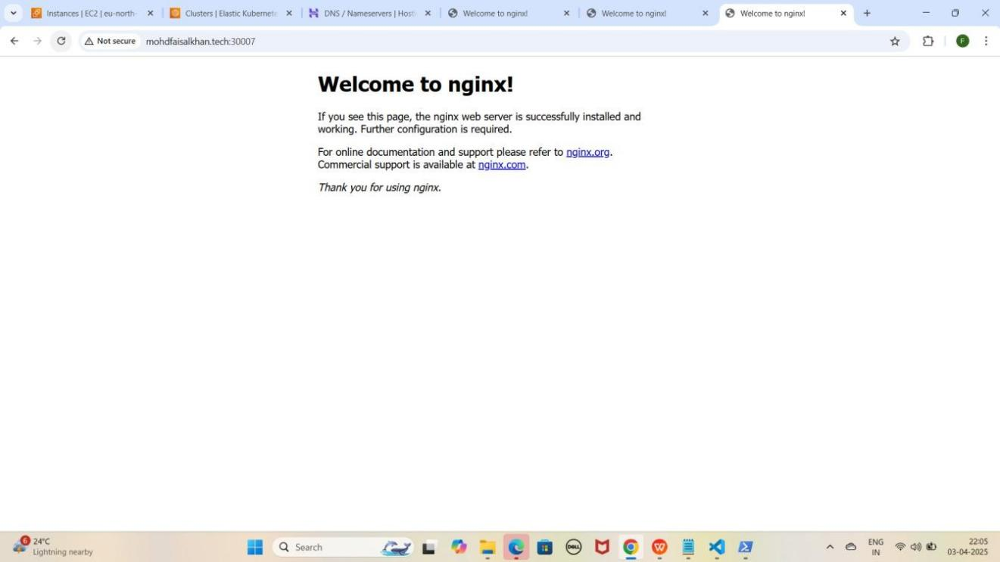 Instances | EC2 | eu-north-
Clusters | Elastic Kubernete
DNS / Nameservers | Hosti
Welcome to nginx!
Welcome to nginx!
Welcome to nginx!
Not secure
mohdfaisalkhan.tech:30007
F
Welcome to nginx!
If you see this page, the nginx web server is successfully installed and
working. Further configuration is required.
For online documentation and support please refer to nginx.org.
Commercial support is available at nginx.com.
Thank you for using nginx.
6
24°C
Lightning nearby
Search
DELL
W
ENG
IN
22:05
03-04-2025